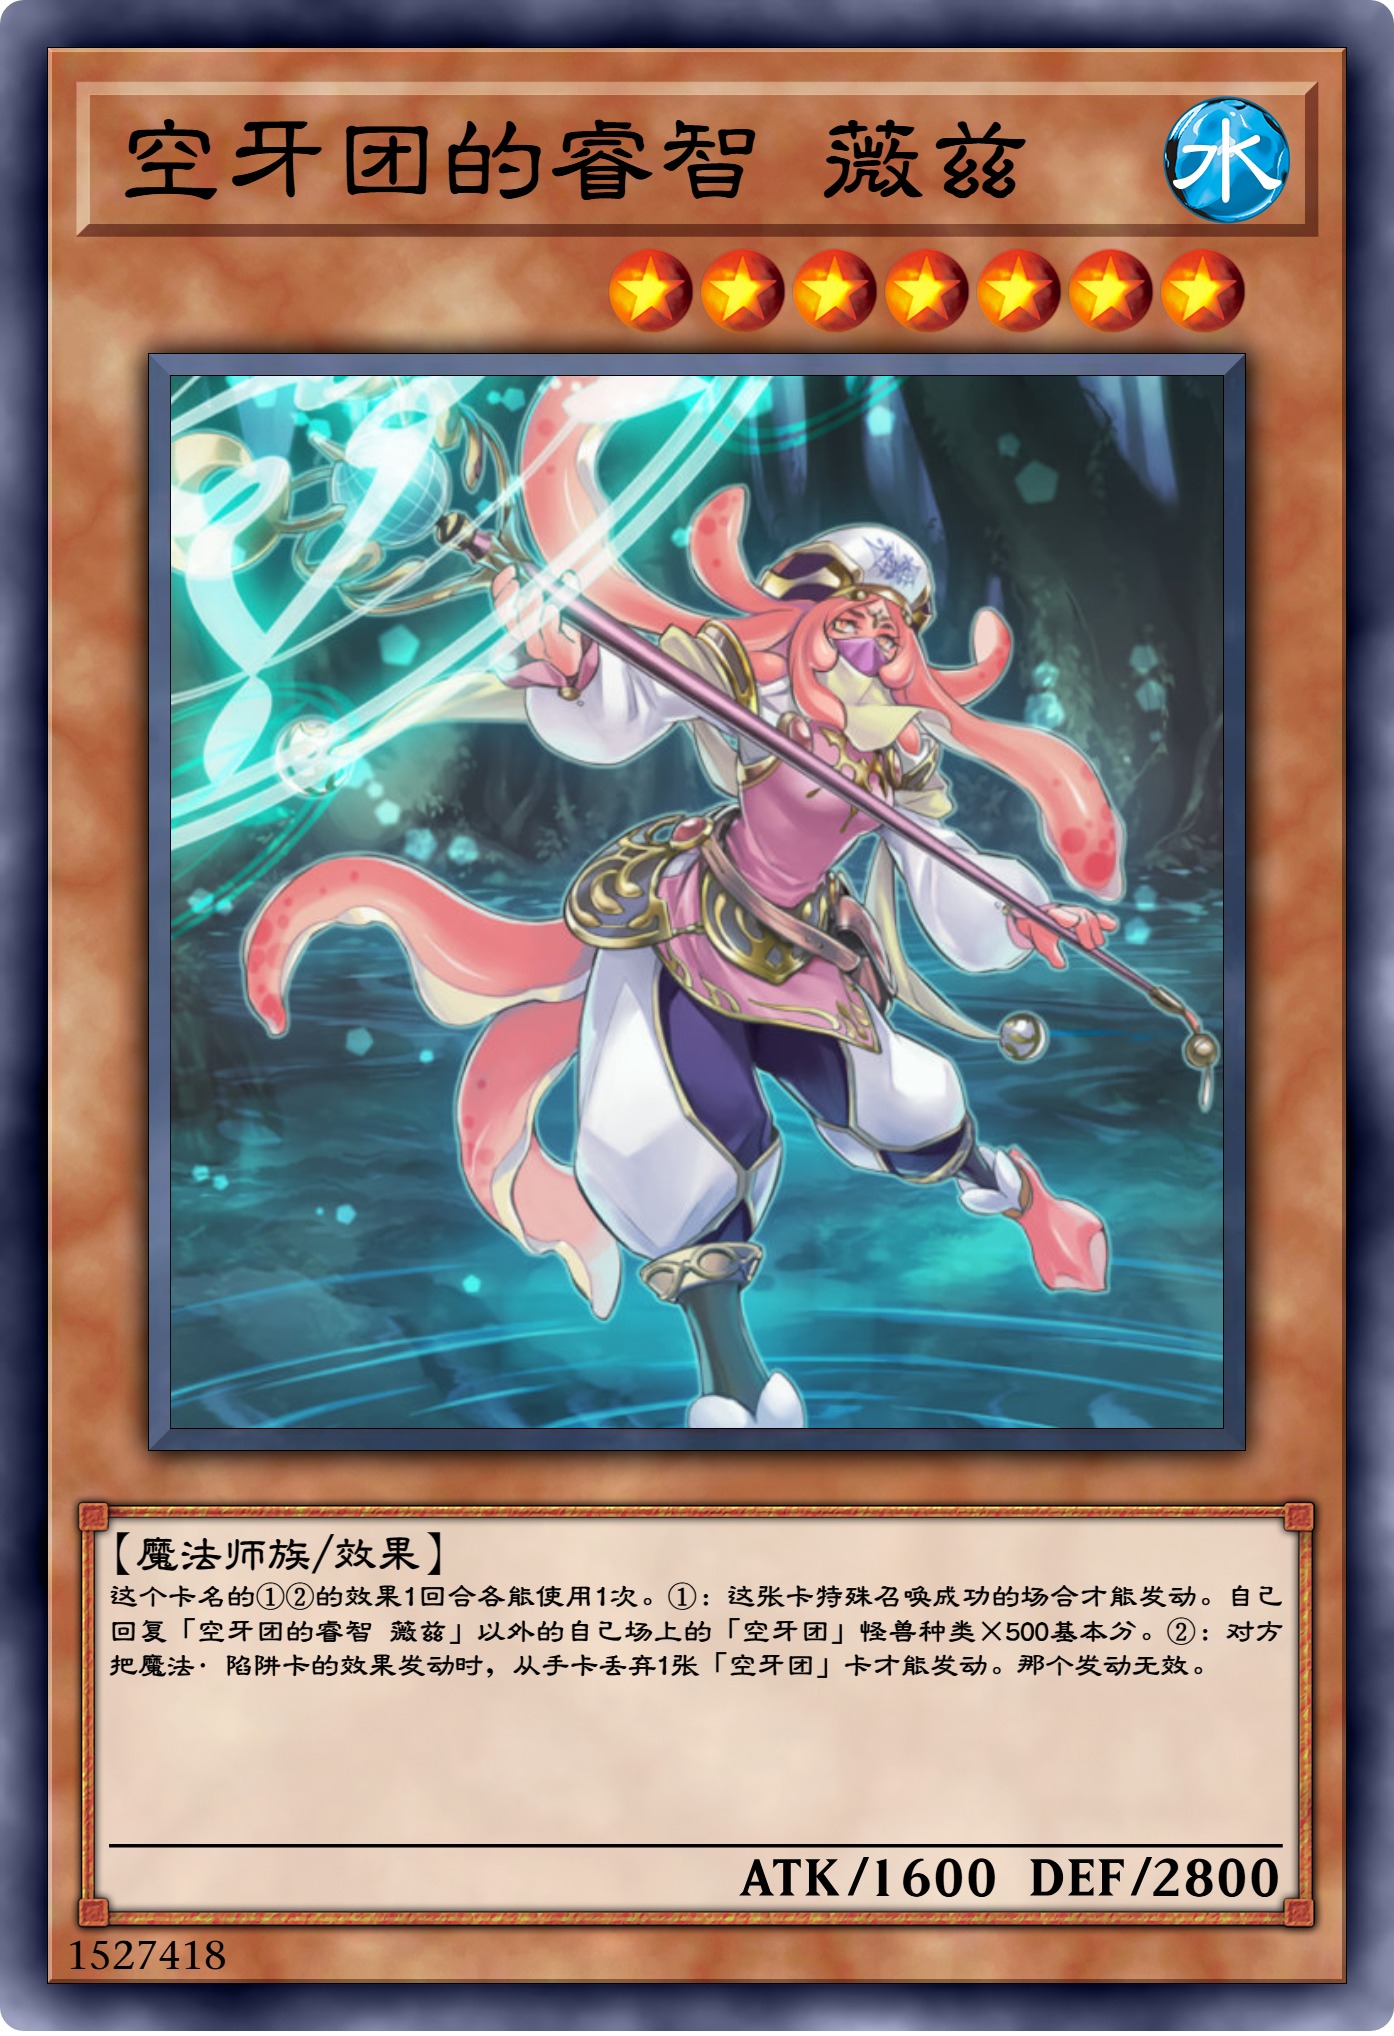 空牙团的睿智 薇兹
水
【魔法师族/效果】
这个卡名的①②的效果1回合各能使用1次。①：这张卡特殊召唤成功的场合才能发动。自己
回复「空牙团的睿智 薇兹」以外的自己场上的「空牙团」怪兽种类×500基本分。②：对方
把魔法·陷阱卡的效果发动时，从手卡丢弃1张「空牙团」卡才能发动。那个发动无效。
ATK/1600 DEF/2800
1527418